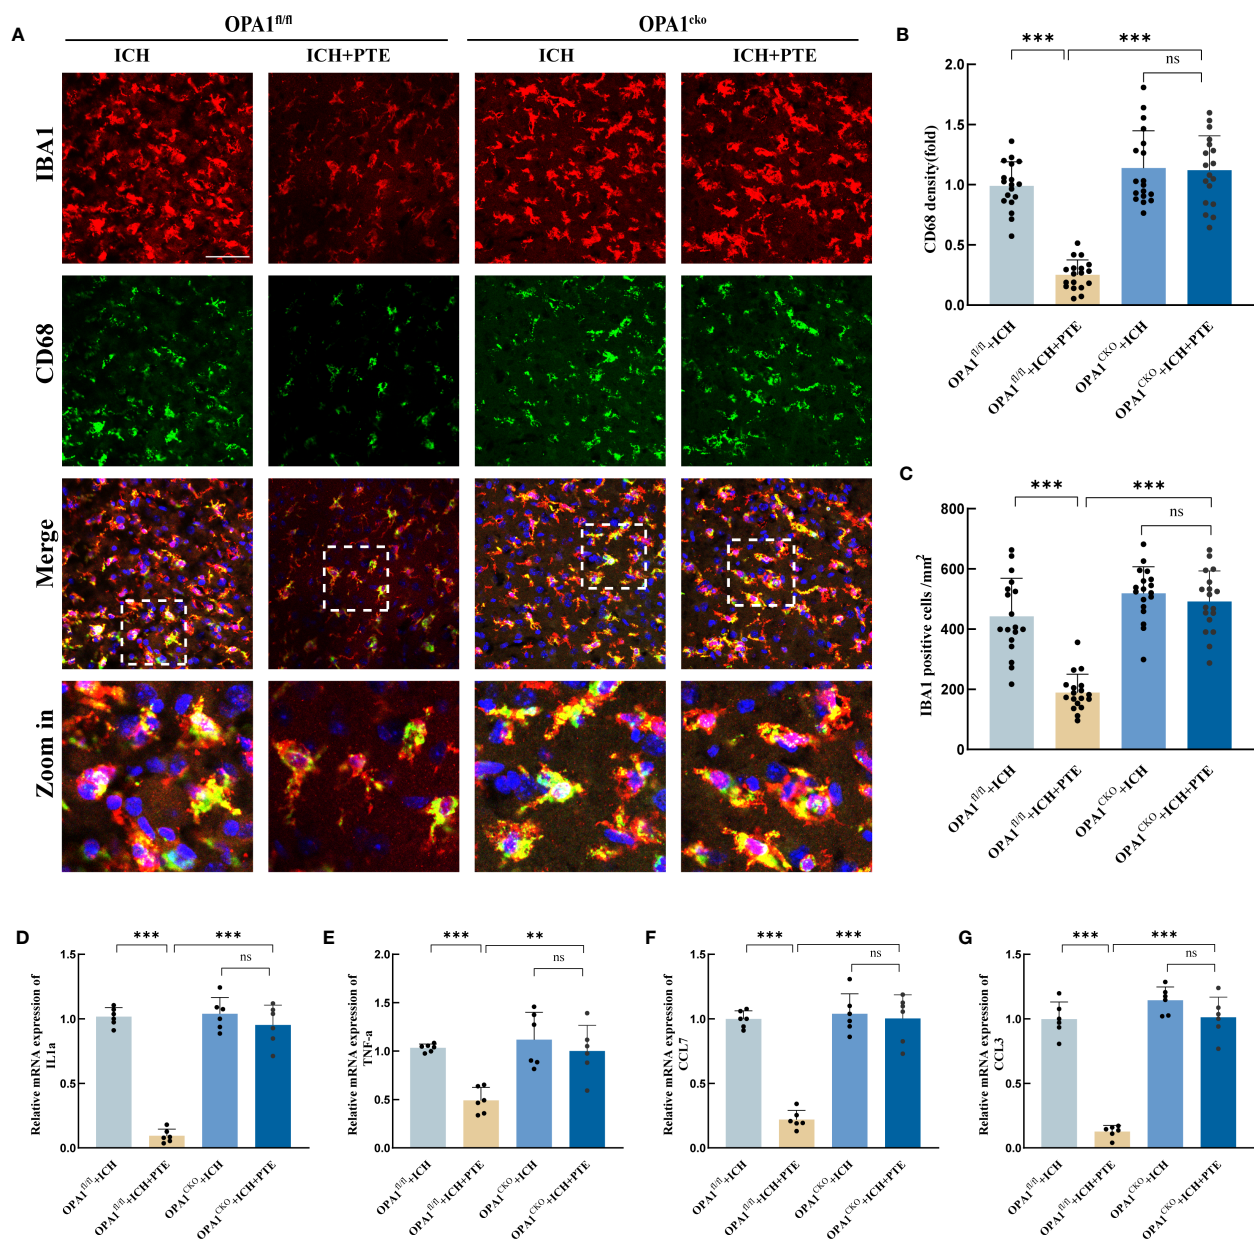 A
OPA1fl/fl
OPA1cko
ICH
ICH+PTE
ICH
ICH+PTE
IBA1
CD68
Merge
Zoom in
B
***
***
ns
CD68 density(fold)
2.0
1.5
1.0
0.5
0.0
OPA1fl/fl+ICH
OPA1fl/fl+ICH+PTE
OPA1CKO+ICH
OPA1CKO+ICH+PTE
C
***
***
ns
IBA1 positive cells /mm2
800
600
400
200
0
OPA1fl/fl+ICH
OPA1fl/fl+ICH+PTE
OPA1CKO+ICH
OPA1CKO+ICH+PTE
D
***
***
ns
Relative mRNA expression of
IL1a
1.5
1.0
0.5
0.0
OPA1fl/fl+ICH
OPA1fl/fl+ICH+PTE
OPA1CKO+ICH
OPA1CKO+ICH+PTE
E
***
**
ns
Relative mRNA expression of
TNF-a
2.0
1.5
1.0
0.5
0.0
OPA1fl/fl+ICH
OPA1fl/fl+ICH+PTE
OPA1CKO+ICH
OPA1CKO+ICH+PTE
F
***
***
ns
Relative mRNA expression of
CCL7
1.5
1.0
0.5
0.0
OPA1fl/fl+ICH
OPA1fl/fl+ICH+PTE
OPA1CKO+ICH
OPA1CKO+ICH+PTE
G
***
***
ns
Relative mRNA expression of
CCL3
1.5
1.0
0.5
0.0
OPA1fl/fl+ICH
OPA1fl/fl+ICH+PTE
OPA1CKO+ICH
OPA1CKO+ICH+PTE